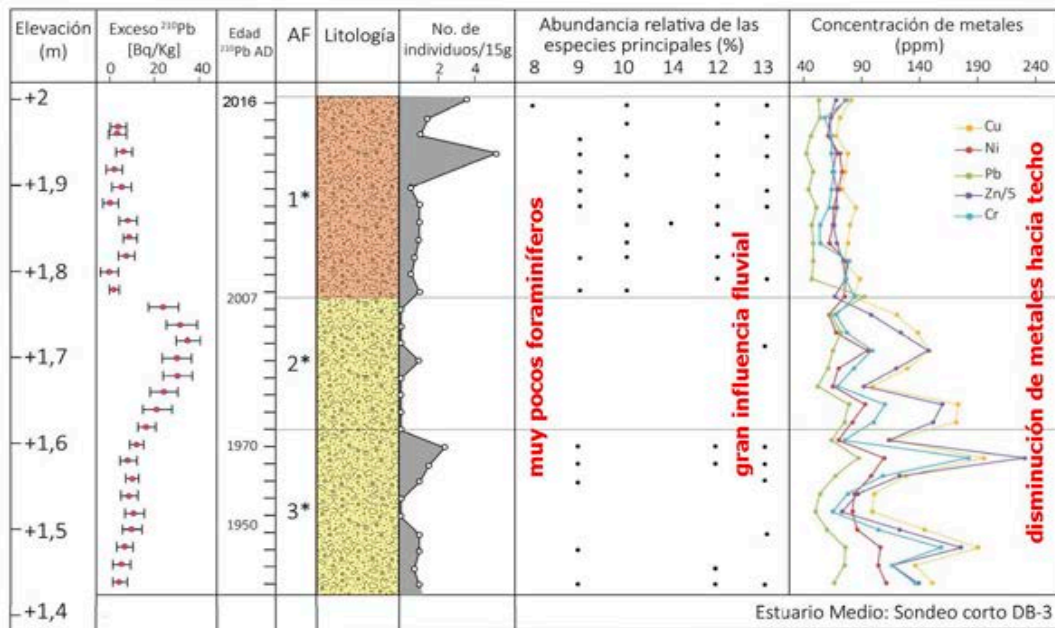 Elevación
(m)
Exceso ²¹⁰Pb
[Bq/Kg]
0 20 40
Edad
²¹⁰Pb AD
AF
Litología
No. de
individuos/15g
2 4
Abundancia relativa de las
especies principales (%)
8 9 10 14 12 13
Concentración de metales
(ppm)
40 90 140 190 240
+2
+1,9
+1,8
+1,7
+1,6
+1,5
+1,4
2016
2007
1970
1950
1*
2*
3*
muy pocos foraminíferos
gran influencia fluvial
Cu
Ni
Pb
Zn/5
Cr
disminución de metales hacia techo
Estuario Medio: Sondeo corto DB-3